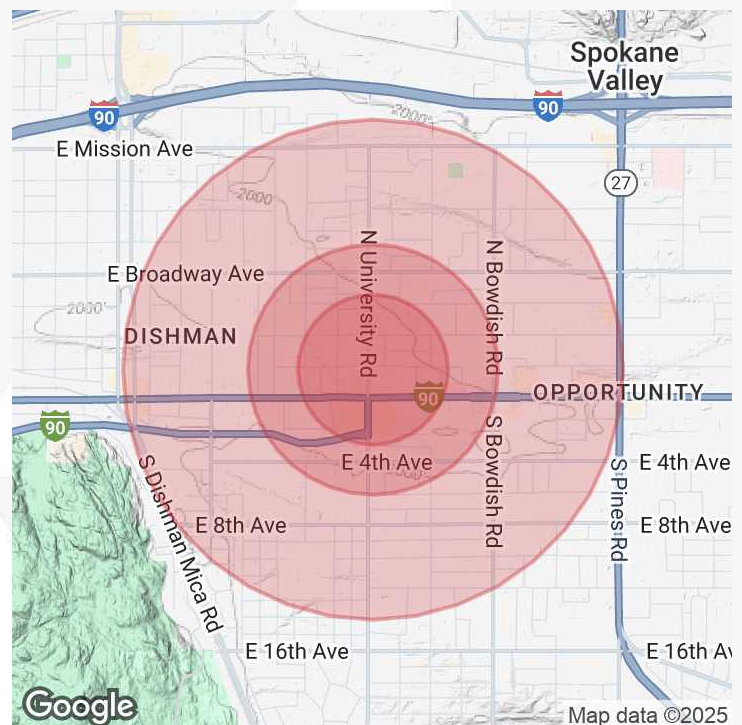 Spokane
Valley
90
90
2000'
E Mission Ave
27
2000
N University Rd
N Bowdish Rd
E Broadway Ave
2000'
DISHMAN
90
OPPORTUNITY
90
S Bowdish Rd
S Dishman Mica Rd
E 4th Ave
S Pines Rd
E 4th Ave
E 8th Ave
E 8th Ave
E 16th Ave
E 16th Av
Google
Map data ©2025